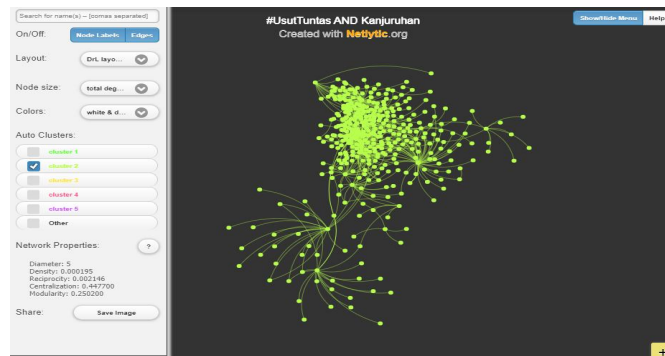 Search for name(s) – [comas separated]
On/Off: Node Labels Edges
Layout: DrL layo...
Node size: total deg...
Colors: white & d...
Auto Clusters:
cluster 1
cluster 2
cluster 3
cluster 4
cluster 5
Other
Network Properties: ?
Diameter: 5
Density: 0.000195
Reciprocity: 0.002146
Centralization: 0.447700
Modularity: 0.250200
Share: Save Image
#UsutTuntas AND Kanjuruhan
Created with Netlytic.org
Show/Hide Menu Help
+